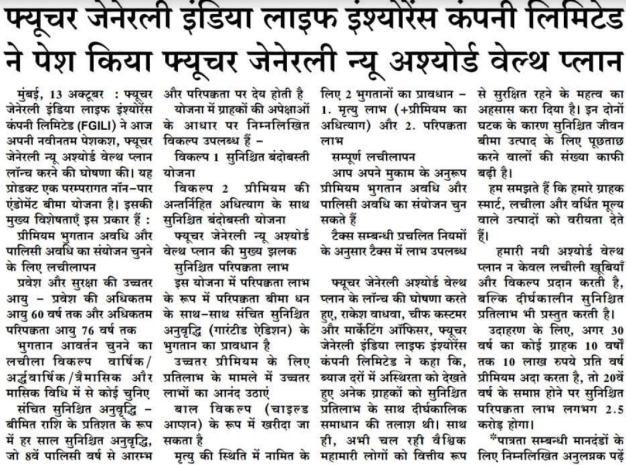 फ्यूचर जेनेरली इंडिया लाइफ इंश्योरेंस कंपनी लिमिटेड
ने पेश किया फ्यूचर जेनेरली न्यू अश्योर्ड वेल्थ प्लान
मुंबई, 13 अक्टूबर : फ्यूचर
जेनेरली इंडिया लाइफ इंश्योरेंस
कंपनी लिमिटेड (FGILI) ने आज
अपनी नवीनतम पेशकश, फ्यूचर
जेनेरली न्यू अश्योर्ड वेल्थ प्लान
लॉन्च करने की घोषणा की। यह
प्रोडक्ट एक परम्परागत नॉन-पार
एंडोमेंट बीमा योजना है। इसकी
मुख्य विशेषताएँ इस प्रकार हैं :
प्रीमियम भुगतान अवधि और
पालिसी अवधि का संयोजन चुनने
के लिए लचीलापन
प्रवेश और सुरक्षा की उच्चतर
आयु - प्रवेश की अधिकतम
आयु 60 वर्ष तक और अधिकतम
परिपक्वता आयु 76 वर्ष तक
भुगतान आवर्तन चुनने का
लचीला विकल्प वार्षिक/
अर्द्धवार्षिक/त्रैमासिक और
मासिक विधि में से कोई चुनिए
संचित सुनिश्चित अनुवृद्धि -
बीमित राशि के प्रतिशत के रूप
में हर साल सुनिश्चित अनुवृद्धि,
जो 8वें पालिसी वर्ष से आरम्भ
और परिपक्वता पर देय होती है
योजना में ग्राहकों की अपेक्षाओं
के आधार पर निम्नलिखित
विकल्प उपलब्ध हैं -
विकल्प 1 सुनिश्चित बंदोबस्ती
योजना
विकल्प 2 प्रीमियम की
अन्तर्निहित अधित्याग के साथ
सुनिश्चित बंदोबस्ती योजना
फ्यूचर जेनेरली न्यू अश्योर्ड
वेल्थ प्लान की मुख्य झलक
सुनिश्चित परिपक्वता लाभ
इस योजना में परिपक्वता लाभ
के रूप में परिपक्वता बीमा धन
के साथ-साथ संचित सुनिश्चित
अनुवृद्धि (गारंटीड ऐडिशन) के
भुगतान का प्रावधान है
उच्चतर प्रीमियम के लिए
प्रतिलाभ के मामले में उच्चतर
लाभों का आनंद उठाएं
बाल विकल्प (चाइल्ड
आप्शन) के रूप में खरीदा जा
सकता है
मृत्यु की स्थिति में नामित के
लिए 2 भुगतानों का प्रावधान -
1. मृत्यु लाभ (+प्रीमियम का
अधित्याग) और 2. परिपक्वता
लाभ
सम्पूर्ण लचीलापन
आप अपने मुकाम के अनुरूप
प्रीमियम भुगतान अवधि और
पालिसी अवधि का संयोजन चुन
सकते हैं
टैक्स सम्बन्धी प्रचलित नियमों
के अनुसार टैक्स में लाभ उपलब्ध
फ्यूचर जेनेरली अश्योर्ड वेल्थ
प्लान के लॉन्च की घोषणा करते
हुए, राकेश वाधवा, चीफ कस्टमर
और मार्केटिंग ऑफिसर, फ्यूचर
जेनेरली इंडिया लाइफ इंश्योरेंस
कंपनी लिमिटेड ने कहा कि,
ब्याज दरों में अस्थिरता को देखते
हुए अनेक ग्राहकों को सुनिश्चित
प्रतिलाभ के साथ दीर्घकालिक
समाधान की तलाश थी। साथ
ही, अभी चल रही वैश्विक
महामारी लोगों को वित्तीय रूप
से सुरक्षित रहने के महत्व का
अहसास करा दिया है। इन दोनों
घटक के कारण सुनिश्चित जीवन
बीमा उत्पाद के लिए पूछताछ
करने वालों की संख्या काफी
बढ़ी है।
हम समझते हैं कि हमारे ग्राहक
स्मार्ट, लचीला और वर्धित मूल्य
वाले उत्पादों को वरीयता देते
हैं।
हमारी नयी अश्योर्ड वेल्थ
प्लान न केवल लचीली खूबियाँ
और विकल्प प्रदान करती है,
बल्कि दीर्घकालीन सुनिश्चित
प्रतिलाभ भी प्रस्तुत करती है।
उदाहरण के लिए, अगर 30
वर्ष का कोई ग्राहक 10 वर्षों
तक 10 लाख रुपये प्रति वर्ष
प्रीमियम अदा करता है, तो 20वें
वर्ष के समाप्त होने पर सुनिश्चित
परिपक्वता लाभ लगभग 2.5
करोड़ होगा।
*पात्रता सम्बन्धी मानदंडों के
लिए निम्नलिखित अनुलग्नक पढ़ें